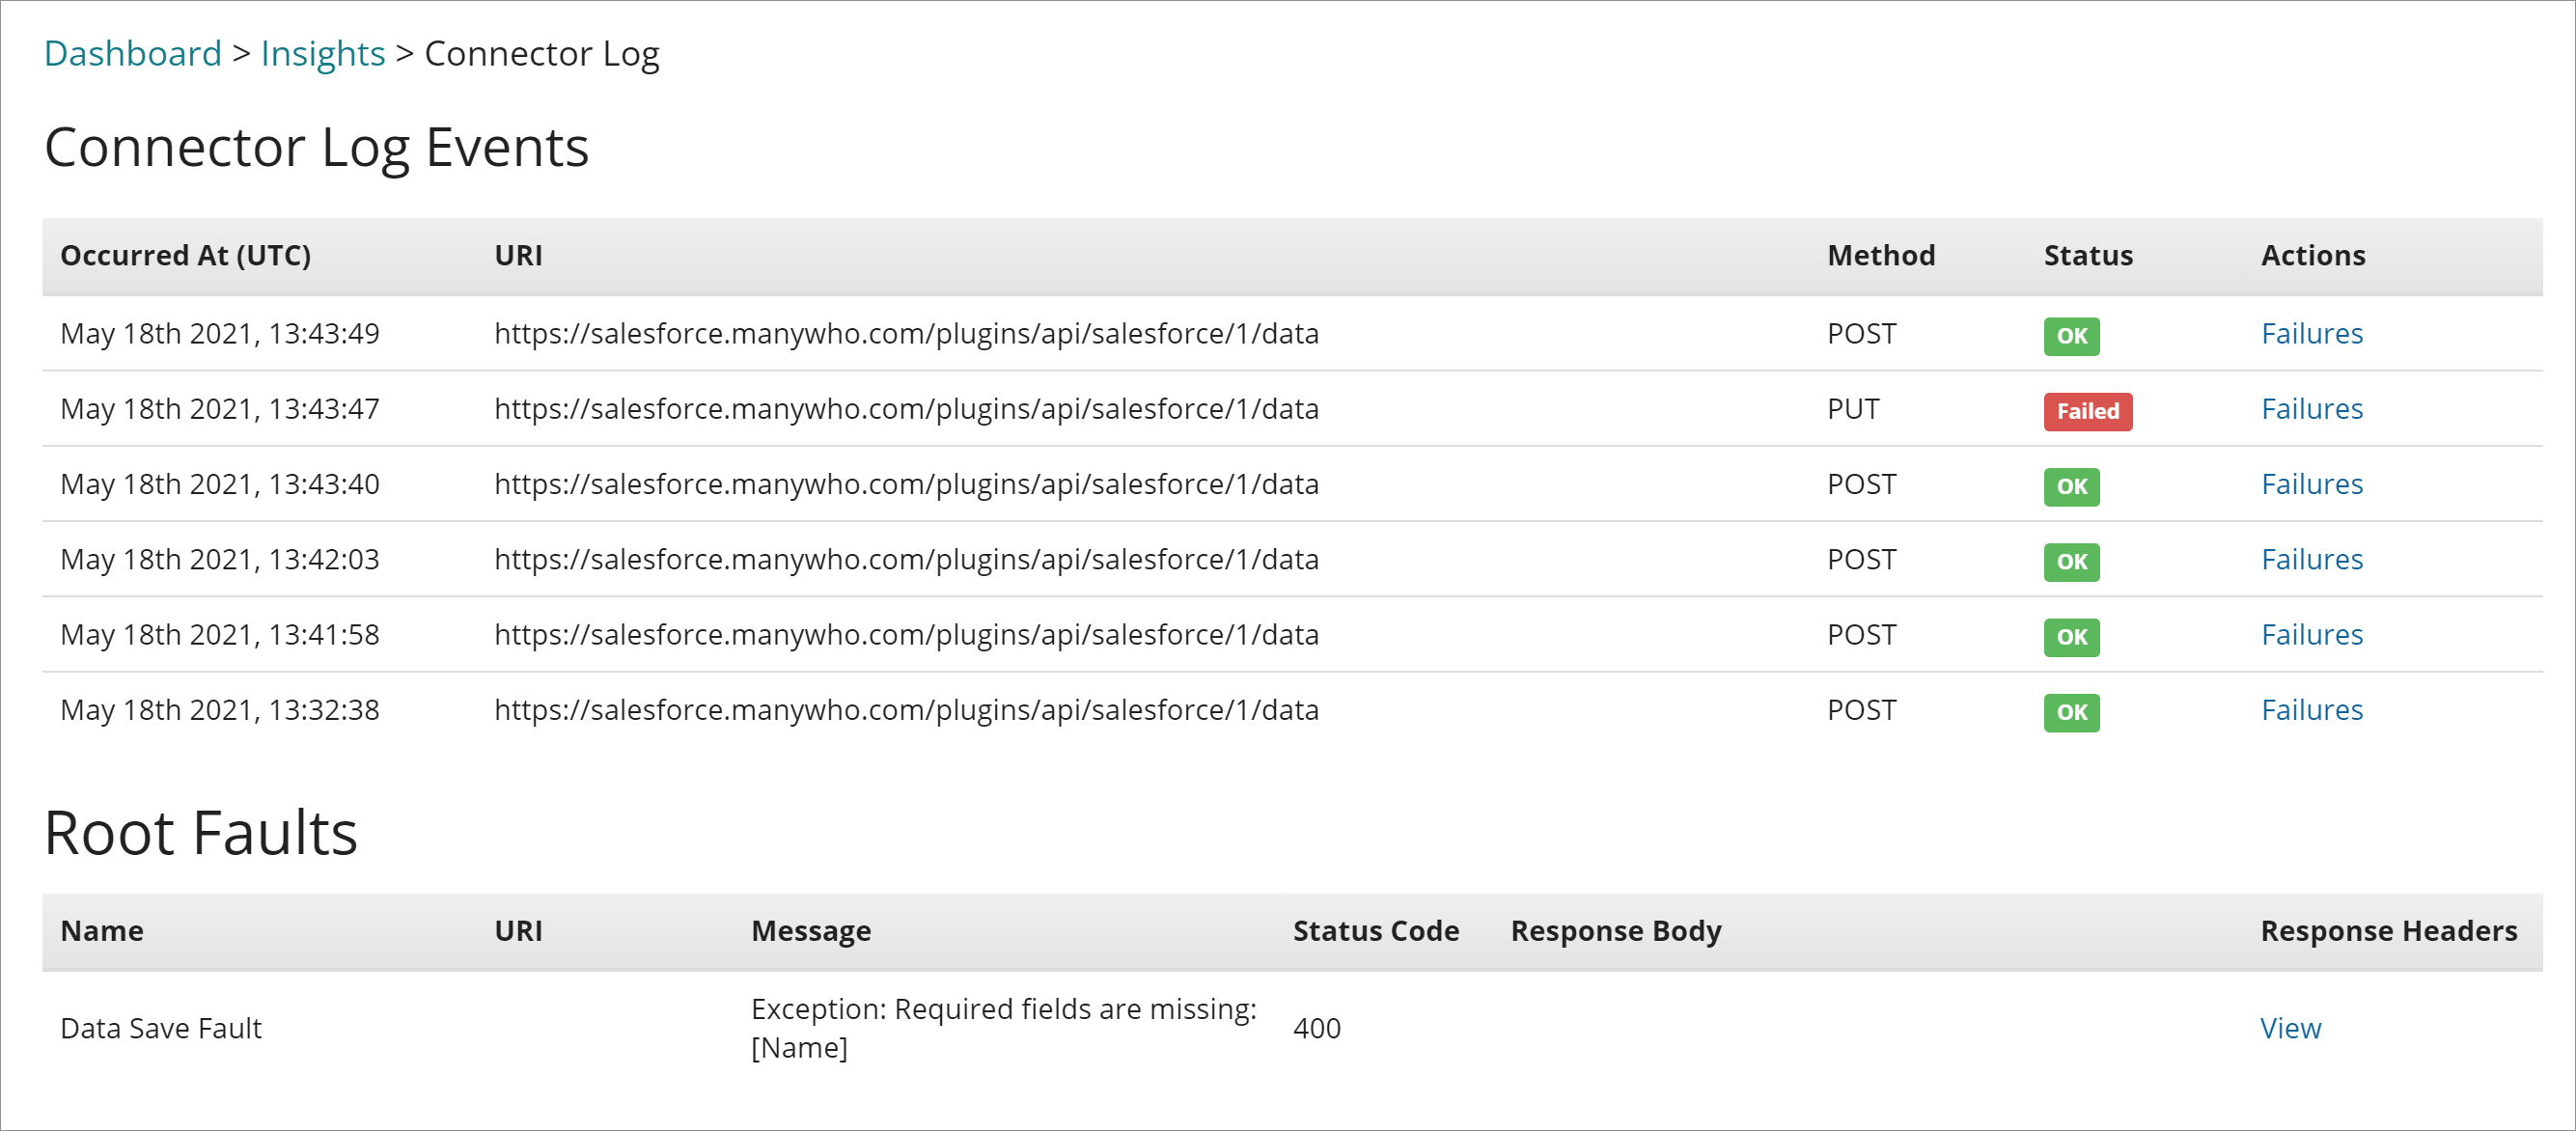 Dashboard > Insights > Connector Log
Connector Log Events
Occurred At (UTC) URI Method Status Actions
May 18th 2021, 13:43:49 https://salesforce.manywho.com/plugins/api/salesforce/1/data POST OK Failures
May 18th 2021, 13:43:47 https://salesforce.manywho.com/plugins/api/salesforce/1/data PUT Failed Failures
May 18th 2021, 13:43:40 https://salesforce.manywho.com/plugins/api/salesforce/1/data POST OK Failures
May 18th 2021, 13:42:03 https://salesforce.manywho.com/plugins/api/salesforce/1/data POST OK Failures
May 18th 2021, 13:41:58 https://salesforce.manywho.com/plugins/api/salesforce/1/data POST OK Failures
May 18th 2021, 13:32:38 https://salesforce.manywho.com/plugins/api/salesforce/1/data POST OK Failures
Root Faults
Name URI Message Status Code Response Body Response Headers
Data Save Fault Exception: Required fields are missing: 400 View
[Name]